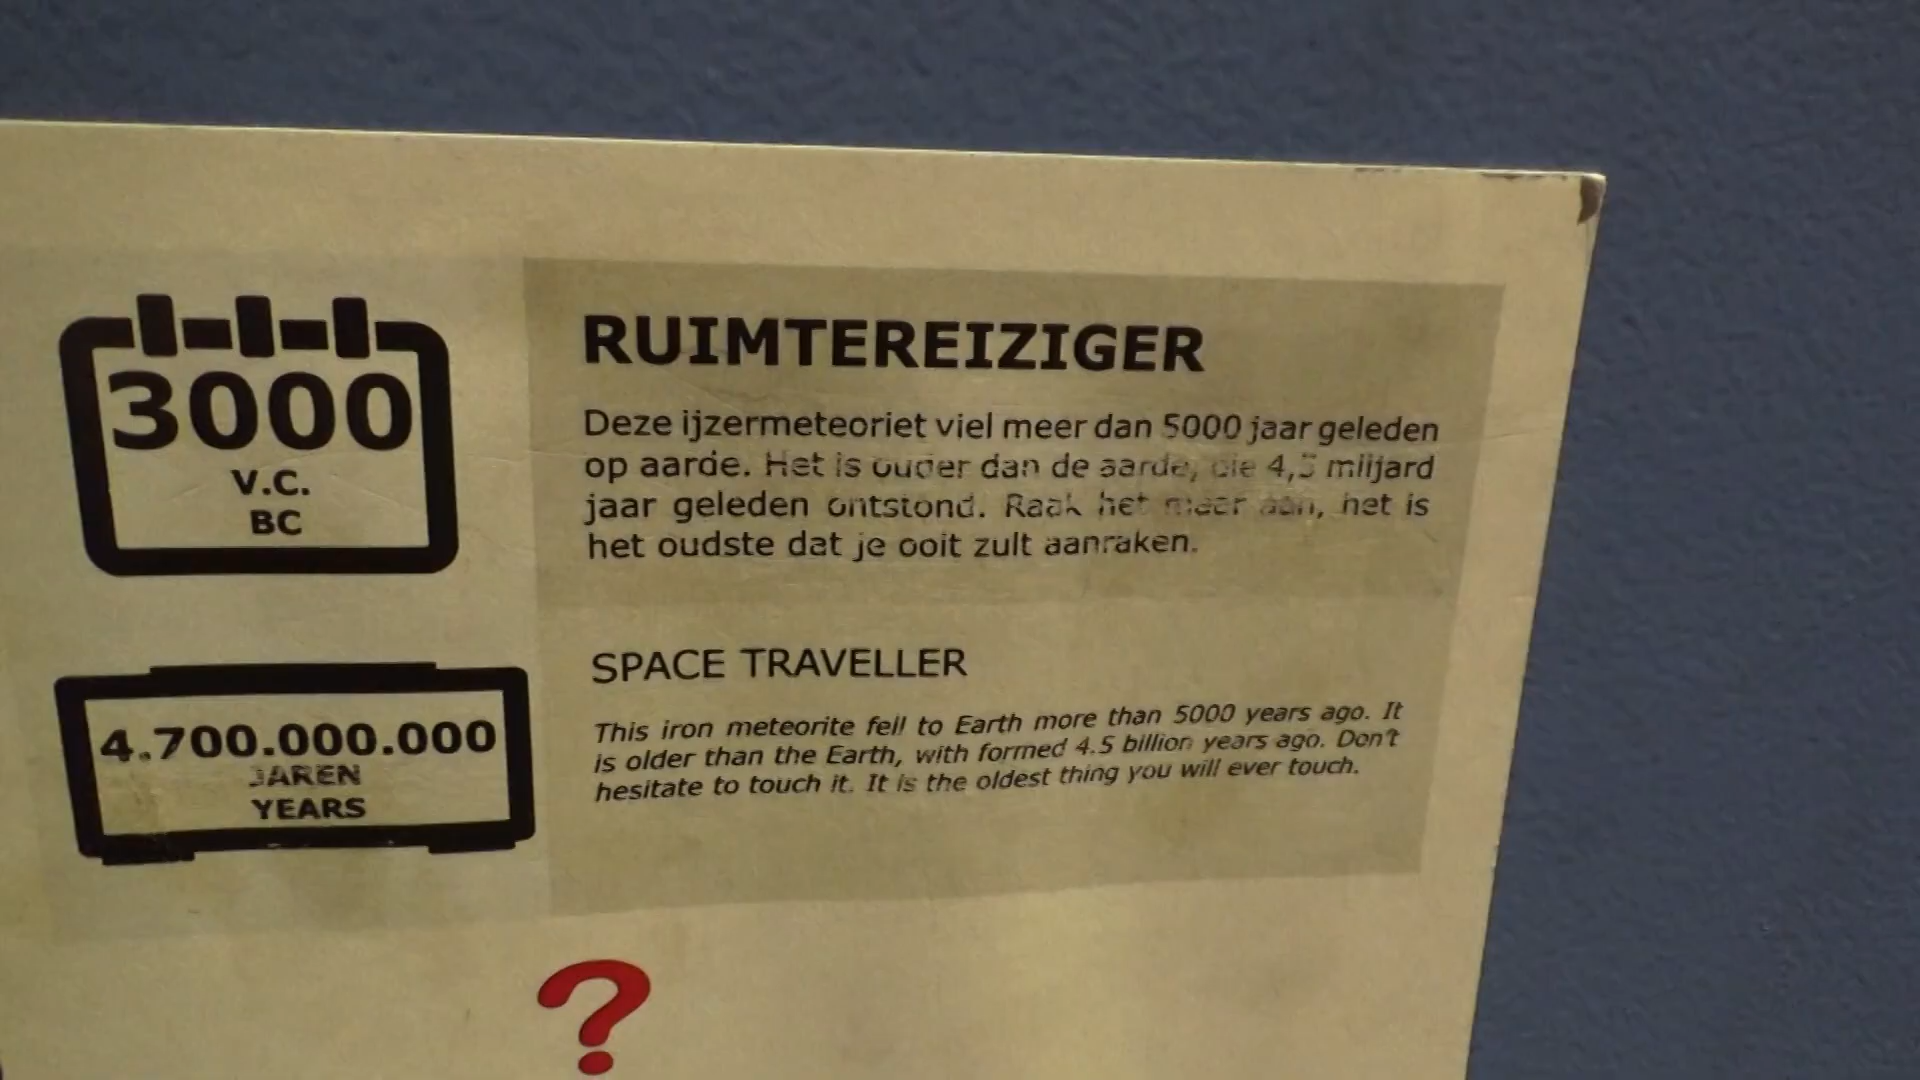 3000
V.C.
BC
RUIMTEREIZIGER
Deze ijzermeteoriet viel meer dan 5000 jaar geleden
op aarde. Het is ouder dan de aarde, die 4,5 miljard
jaar geleden ontstond. Raak het maar aan, het is
het oudste dat je ooit zult aanraken.
4.700.000.000
JAREN
YEARS
SPACE TRAVELLER
This iron meteorite fell to Earth more than 5000 years ago. It
is older than the Earth, with formed 4.5 billion years ago. Don't
hesitate to touch it. It is the oldest thing you will ever touch.
?